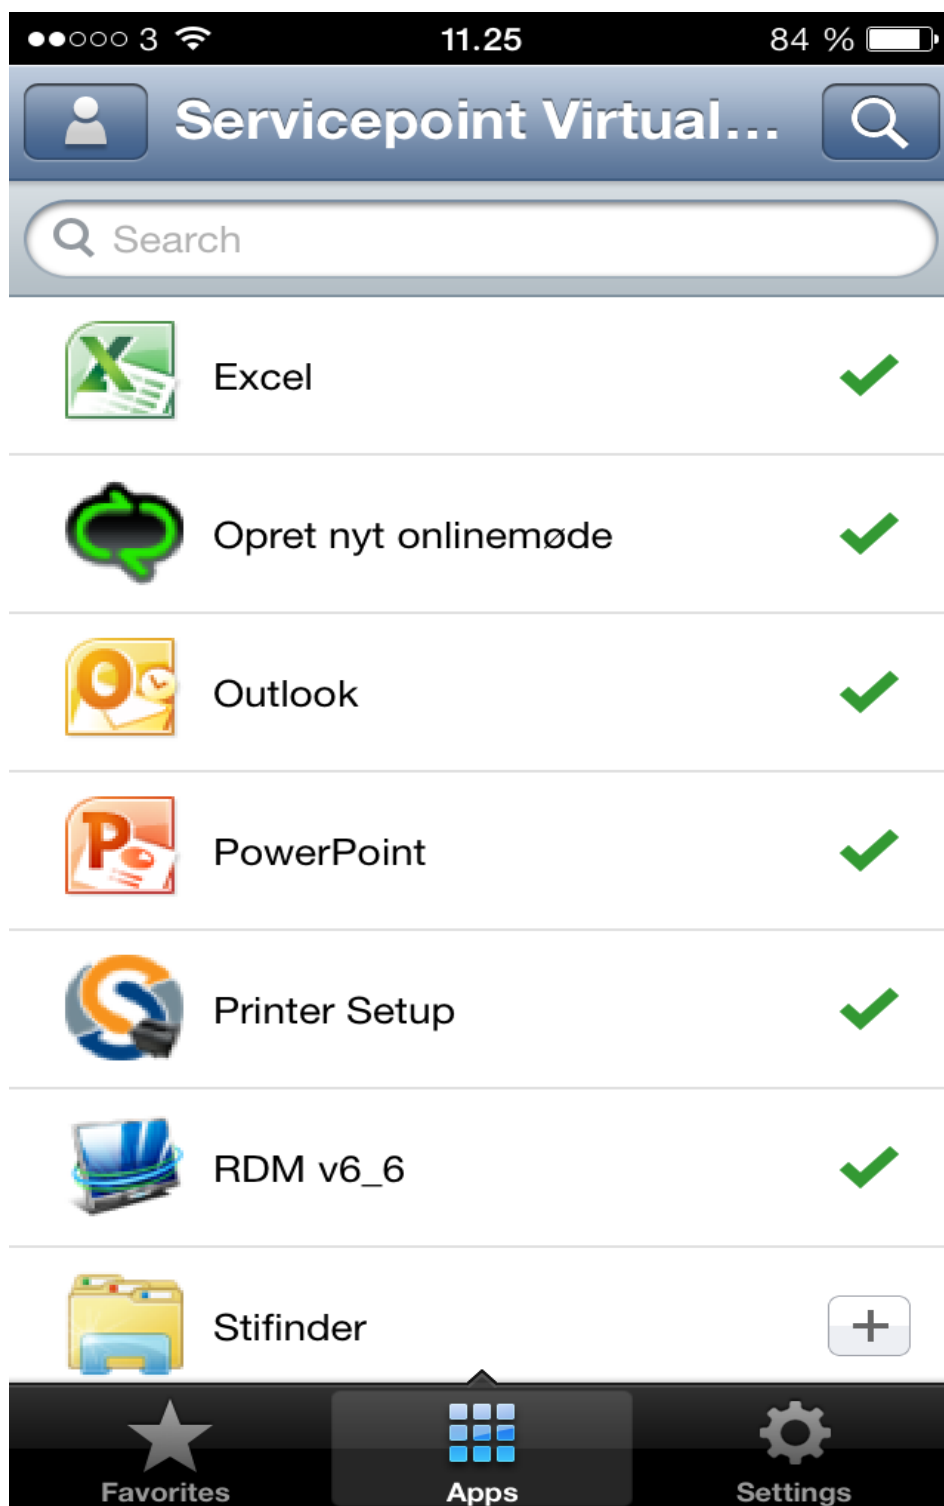 3 11.25 84 %
Servicepoint Virtual...
Search
Excel
Opret nyt onlinemøde
Outlook
PowerPoint
Printer Setup
RDM v6_6
Stifinder
Favorites Apps Settings